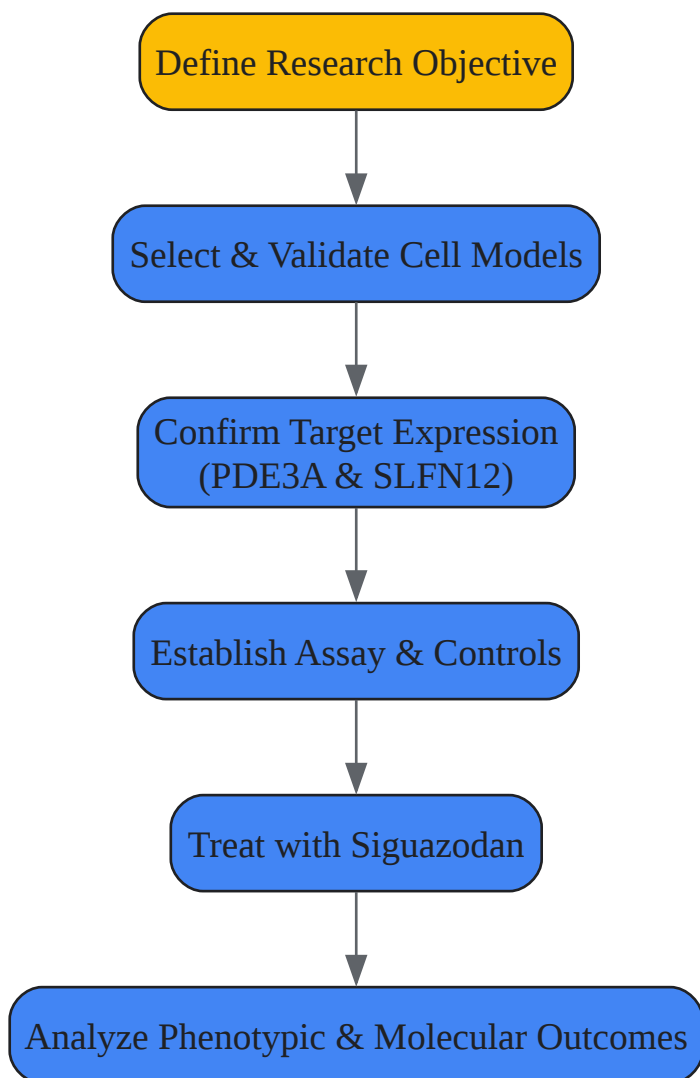 Define Research Objective
Select & Validate Cell Models
Confirm Target Expression
(PDE3A & SLFN12)
Establish Assay & Controls
Treat with Siguazodan
Analyze Phenotypic & Molecular Outcomes